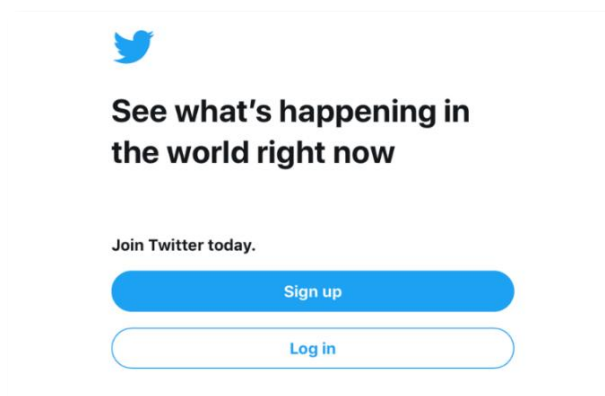 See what’s happening in
the world right now
Join Twitter today.
Sign up
Log in